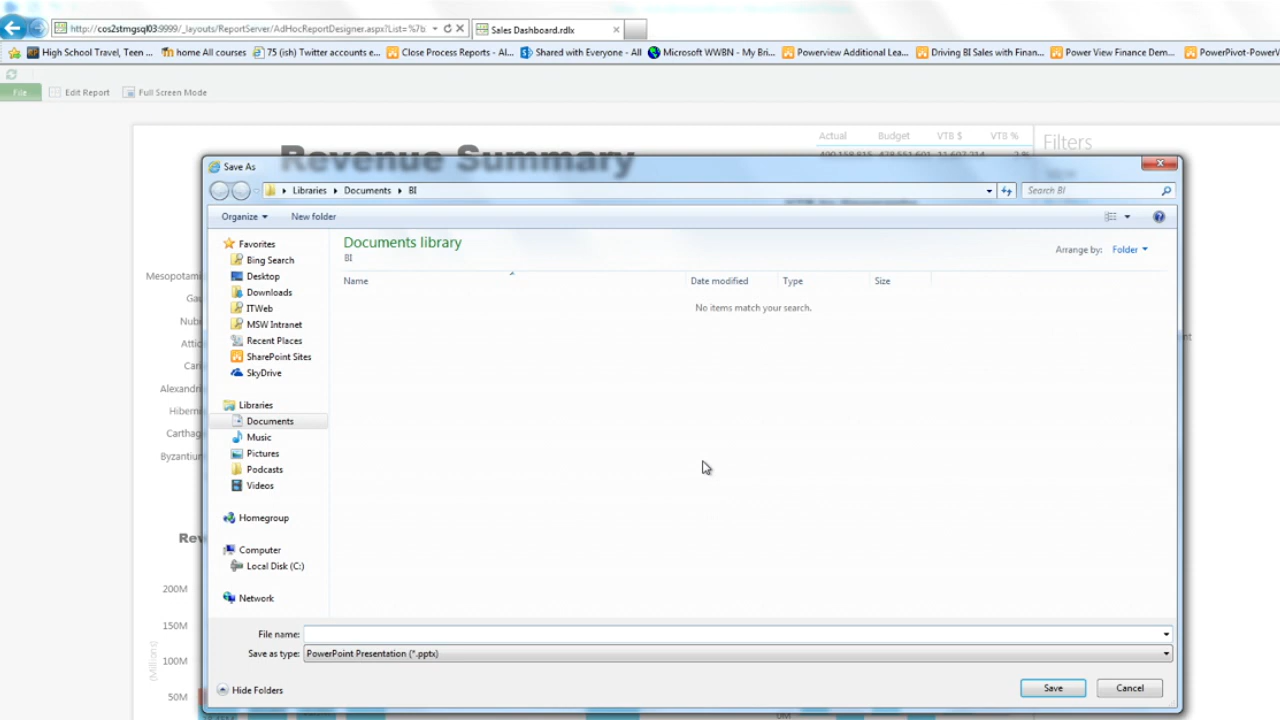 http://cos2stmgsql03:9999/_layouts/ReportServer/AdHocReportDesigner.aspx?List=%7b
Sales Dashboard.rdlx
High School Travel, Teen ...
home All courses
75 (ish) Twitter accounts e...
Close Process Reports - Al...
Shared with Everyone - All
Microsoft WWBN - My Bri...
Powerview Additional Lea...
Driving BI Sales with Finan...
Power View Finance Dem...
PowerPivot-PowerV
File
Edit Report
Full Screen Mode
Actual Budget VTB $ VTB %
Filters
Revenue Summary
Save As
Libraries Documents BI
Search BI
Organize
New folder
Documents library
BI
Arrange by: Folder
Name
Date modified
Type
Size
No items match your search.
Favorites
Bing Search
Desktop
Downloads
ITWeb
MSW Intranet
Recent Places
SharePoint Sites
SkyDrive
Libraries
Documents
Music
Pictures
Podcasts
Videos
Homegroup
Computer
Local Disk (C:)
Network
Mesopotami
Gau
Nubi
Attic
Cari
Alexandri
Hiberni
Carthag
Byzantiu
Rev
200M
150M
100M
50M
(Millions)
0M
File name:
Save as type: PowerPoint Presentation (*.pptx)
Hide Folders
Save
Cancel